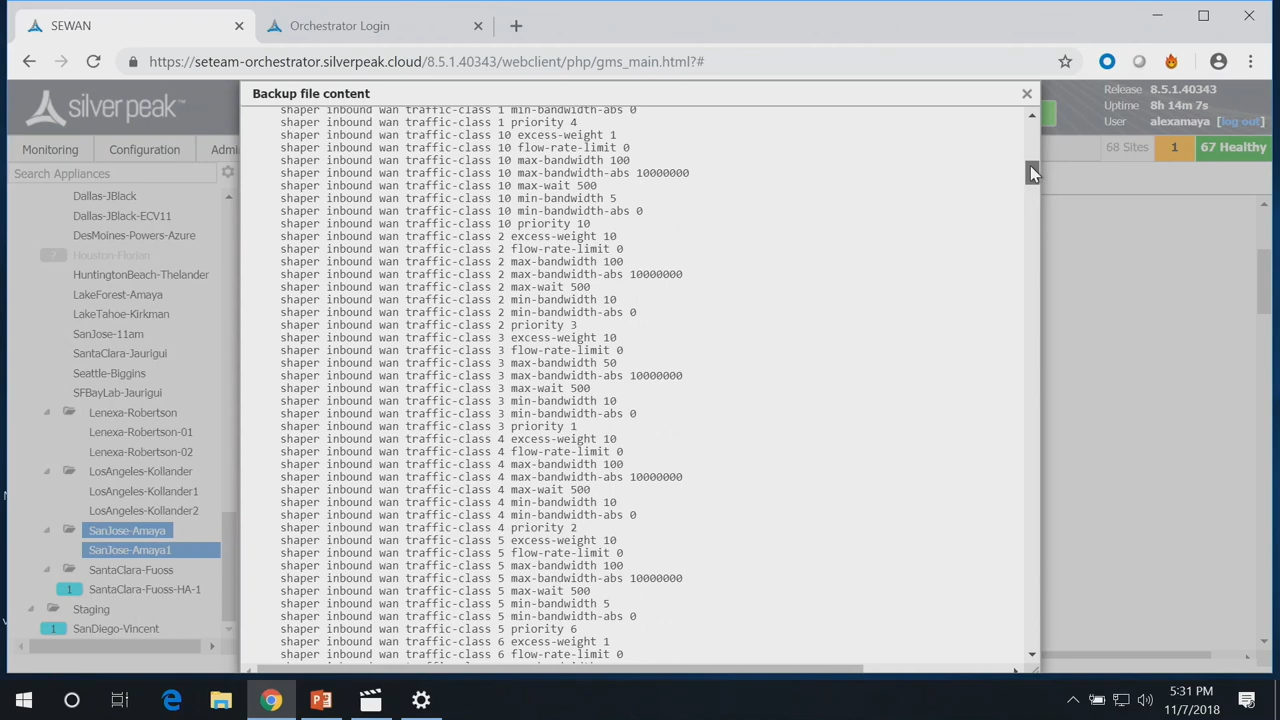 SEWAN
Orchestrator Login
https://seteam-orchestrator.silverpeak.cloud/8.5.1.40343/webclient/php/gms_main.html?#
silver peak™
Release 8.5.1.40343
Uptime 8h 14m 7s
User alexamaya [log out]
Monitoring Configuration Admi
68 Sites 1 67 Healthy
Search Appliances
Dallas-JBlack
Dallas-JBlack-ECV11
DesMoines-Powers-Azure
? Houston-Florian
HuntingtonBeach-Thelander
LakeForest-Amaya
LakeTahoe-Kirkman
SanJose-11am
SantaClara-Jaurigui
Seattle-Biggins
SFBayLab-Jaurigui
Lenexa-Robertson
Lenexa-Robertson-01
Lenexa-Robertson-02
LosAngeles-Kollander
LosAngeles-Kollander1
LosAngeles-Kollander2
SanJose-Amaya
SanJose-Amaya1
SantaClara-Fuoss
1 SantaClara-Fuoss-HA-1
Staging
1 SanDiego-Vincent
Backup file content
shaper inbound wan traffic-class 1 min-bandwidth-abs 0
shaper inbound wan traffic-class 1 priority 4
shaper inbound wan traffic-class 10 excess-weight 1
shaper inbound wan traffic-class 10 flow-rate-limit 0
shaper inbound wan traffic-class 10 max-bandwidth 100
shaper inbound wan traffic-class 10 max-bandwidth-abs 10000000
shaper inbound wan traffic-class 10 max-wait 500
shaper inbound wan traffic-class 10 min-bandwidth 5
shaper inbound wan traffic-class 10 min-bandwidth-abs 0
shaper inbound wan traffic-class 10 priority 10
shaper inbound wan traffic-class 2 excess-weight 10
shaper inbound wan traffic-class 2 flow-rate-limit 0
shaper inbound wan traffic-class 2 max-bandwidth 100
shaper inbound wan traffic-class 2 max-bandwidth-abs 10000000
shaper inbound wan traffic-class 2 max-wait 500
shaper inbound wan traffic-class 2 min-bandwidth 10
shaper inbound wan traffic-class 2 min-bandwidth-abs 0
shaper inbound wan traffic-class 2 priority 3
shaper inbound wan traffic-class 3 excess-weight 10
shaper inbound wan traffic-class 3 flow-rate-limit 0
shaper inbound wan traffic-class 3 max-bandwidth 50
shaper inbound wan traffic-class 3 max-bandwidth-abs 10000000
shaper inbound wan traffic-class 3 max-wait 500
shaper inbound wan traffic-class 3 min-bandwidth 10
shaper inbound wan traffic-class 3 min-bandwidth-abs 0
shaper inbound wan traffic-class 3 priority 1
shaper inbound wan traffic-class 4 excess-weight 10
shaper inbound wan traffic-class 4 flow-rate-limit 0
shaper inbound wan traffic-class 4 max-bandwidth 100
shaper inbound wan traffic-class 4 max-bandwidth-abs 10000000
shaper inbound wan traffic-class 4 max-wait 500
shaper inbound wan traffic-class 4 min-bandwidth 10
shaper inbound wan traffic-class 4 min-bandwidth-abs 0
shaper inbound wan traffic-class 4 priority 2
shaper inbound wan traffic-class 5 excess-weight 10
shaper inbound wan traffic-class 5 flow-rate-limit 0
shaper inbound wan traffic-class 5 max-bandwidth 100
shaper inbound wan traffic-class 5 max-bandwidth-abs 10000000
shaper inbound wan traffic-class 5 max-wait 500
shaper inbound wan traffic-class 5 min-bandwidth 5
shaper inbound wan traffic-class 5 min-bandwidth-abs 0
shaper inbound wan traffic-class 5 priority 6
shaper inbound wan traffic-class 6 excess-weight 1
shaper inbound wan traffic-class 6 flow-rate-limit 0
5:31 PM
11/7/2018